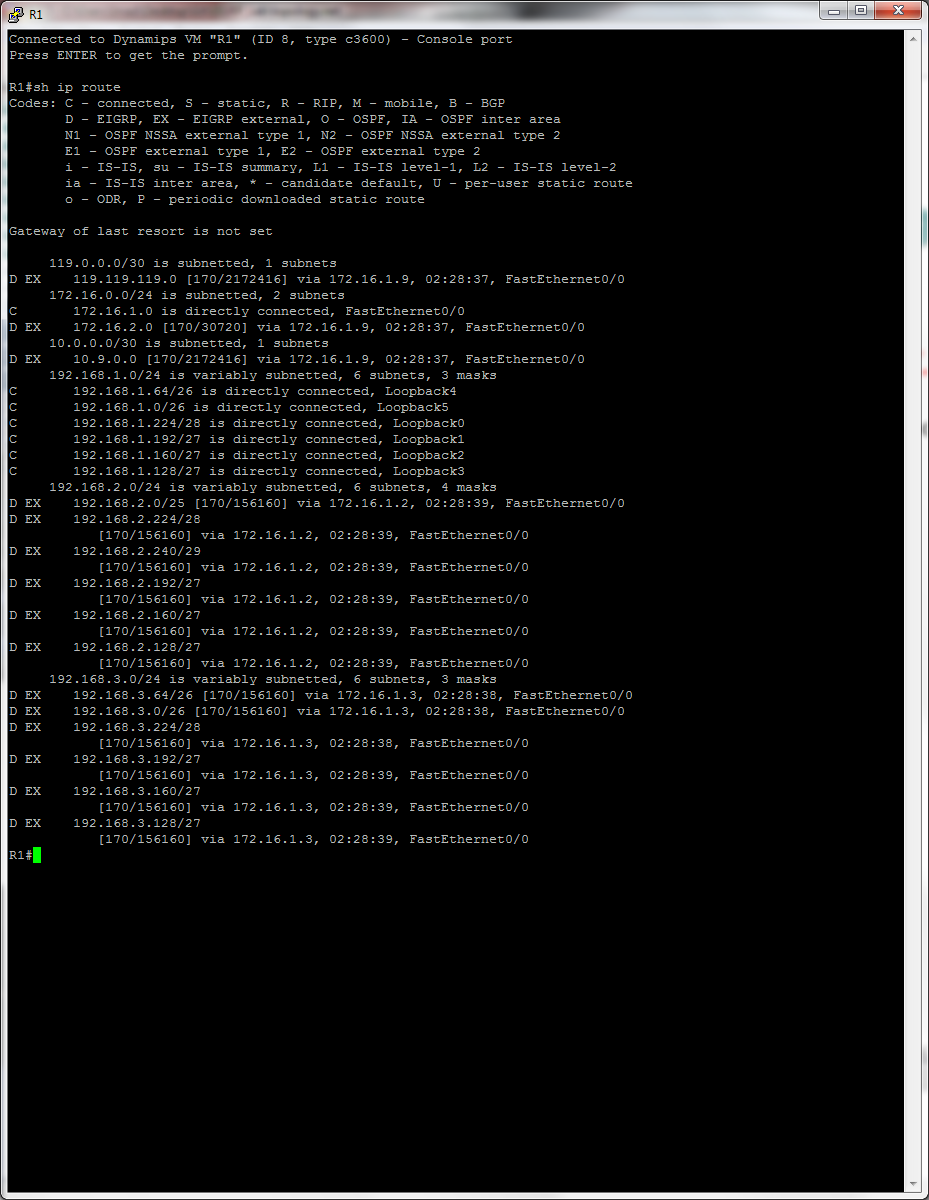 R1
Connected to Dynamips VM "R1" (ID 8, type c3600) - Console port
Press ENTER to get the prompt.
R1#sh ip route
Codes: C - connected, S - static, R - RIP, M - mobile, B - BGP
       D - EIGRP, EX - EIGRP external, O - OSPF, IA - OSPF inter area
       N1 - OSPF NSSA external type 1, N2 - OSPF NSSA external type 2
       E1 - OSPF external type 1, E2 - OSPF external type 2
       i - IS-IS, su - IS-IS summary, L1 - IS-IS level-1, L2 - IS-IS level-2
       ia - IS-IS inter area, * - candidate default, U - per-user static route
       o - ODR, P - periodic downloaded static route
Gateway of last resort is not set
     119.0.0.0/30 is subnetted, 1 subnets
D EX    119.119.119.0 [170/2172416] via 172.16.1.9, 02:28:37, FastEthernet0/0
     172.16.0.0/24 is subnetted, 2 subnets
C       172.16.1.0 is directly connected, FastEthernet0/0
D EX    172.16.2.0 [170/30720] via 172.16.1.9, 02:28:37, FastEthernet0/0
     10.0.0.0/30 is subnetted, 1 subnets
D EX    10.9.0.0 [170/2172416] via 172.16.1.9, 02:28:37, FastEthernet0/0
     192.168.1.0/24 is variably subnetted, 6 subnets, 3 masks
C       192.168.1.64/26 is directly connected, Loopback4
C       192.168.1.0/26 is directly connected, Loopback5
C       192.168.1.224/28 is directly connected, Loopback0
C       192.168.1.192/27 is directly connected, Loopback1
C       192.168.1.160/27 is directly connected, Loopback2
C       192.168.1.128/27 is directly connected, Loopback3
     192.168.2.0/24 is variably subnetted, 6 subnets, 4 masks
D EX    192.168.2.0/25 [170/156160] via 172.16.1.2, 02:28:39, FastEthernet0/0
D EX    192.168.2.224/28
           [170/156160] via 172.16.1.2, 02:28:39, FastEthernet0/0
D EX    192.168.2.240/29
           [170/156160] via 172.16.1.2, 02:28:39, FastEthernet0/0
D EX    192.168.2.192/27
           [170/156160] via 172.16.1.2, 02:28:39, FastEthernet0/0
D EX    192.168.2.160/27
           [170/156160] via 172.16.1.2, 02:28:39, FastEthernet0/0
D EX    192.168.2.128/27
           [170/156160] via 172.16.1.2, 02:28:39, FastEthernet0/0
     192.168.3.0/24 is variably subnetted, 6 subnets, 3 masks
D EX    192.168.3.64/26 [170/156160] via 172.16.1.3, 02:28:38, FastEthernet0/0
D EX    192.168.3.0/26 [170/156160] via 172.16.1.3, 02:28:38, FastEthernet0/0
D EX    192.168.3.224/28
           [170/156160] via 172.16.1.3, 02:28:38, FastEthernet0/0
D EX    192.168.3.192/27
           [170/156160] via 172.16.1.3, 02:28:39, FastEthernet0/0
D EX    192.168.3.160/27
           [170/156160] via 172.16.1.3, 02:28:39, FastEthernet0/0
D EX    192.168.3.128/27
           [170/156160] via 172.16.1.3, 02:28:39, FastEthernet0/0
R1#